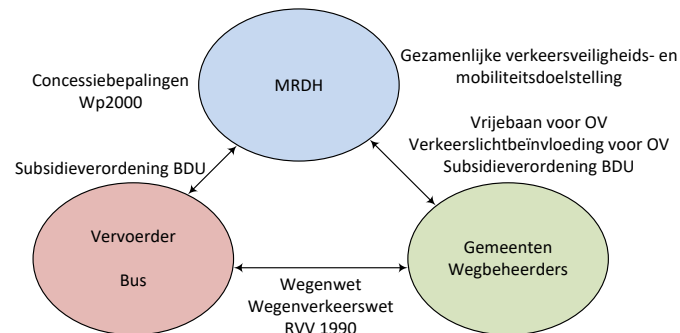 MRDH
Gezamenlijke verkeersveiligheids- en
mobiliteitsdoelstelling
Concessiebepalingen
Wp2000
Vrijebaan voor OV
Verkeerslichtbeïnvloeding voor OV
Subsidieverordening BDU
Subsidieverordening BDU
Vervoerder
Bus
Gemeenten
Wegbeheerders
Wegenwet
Wegenverkeerswet
RVV 1990